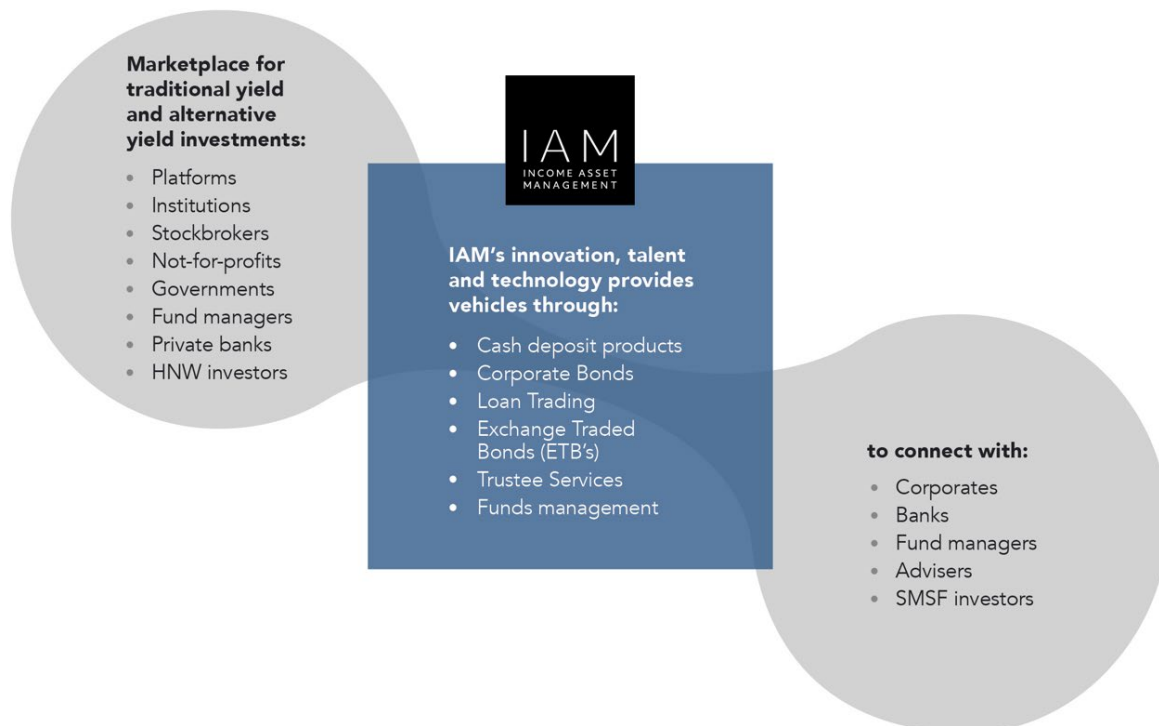 Marketplace for
traditional yield
and alternative
yield investments:
• Platforms
• Institutions
• Stockbrokers
• Not-for-profits
• Governments
• Fund managers
• Private banks
• HNW investors
IAM
INCOME ASSET
MANAGEMENT
IAM's innovation, talent
and technology provides
vehicles through:
• Cash deposit products
• Corporate Bonds
• Loan Trading
• Exchange Traded
Bonds (ETB's)
• Trustee Services
• Funds management
to connect with:
• Corporates
• Banks
• Fund managers
• Advisers
• SMSF investors